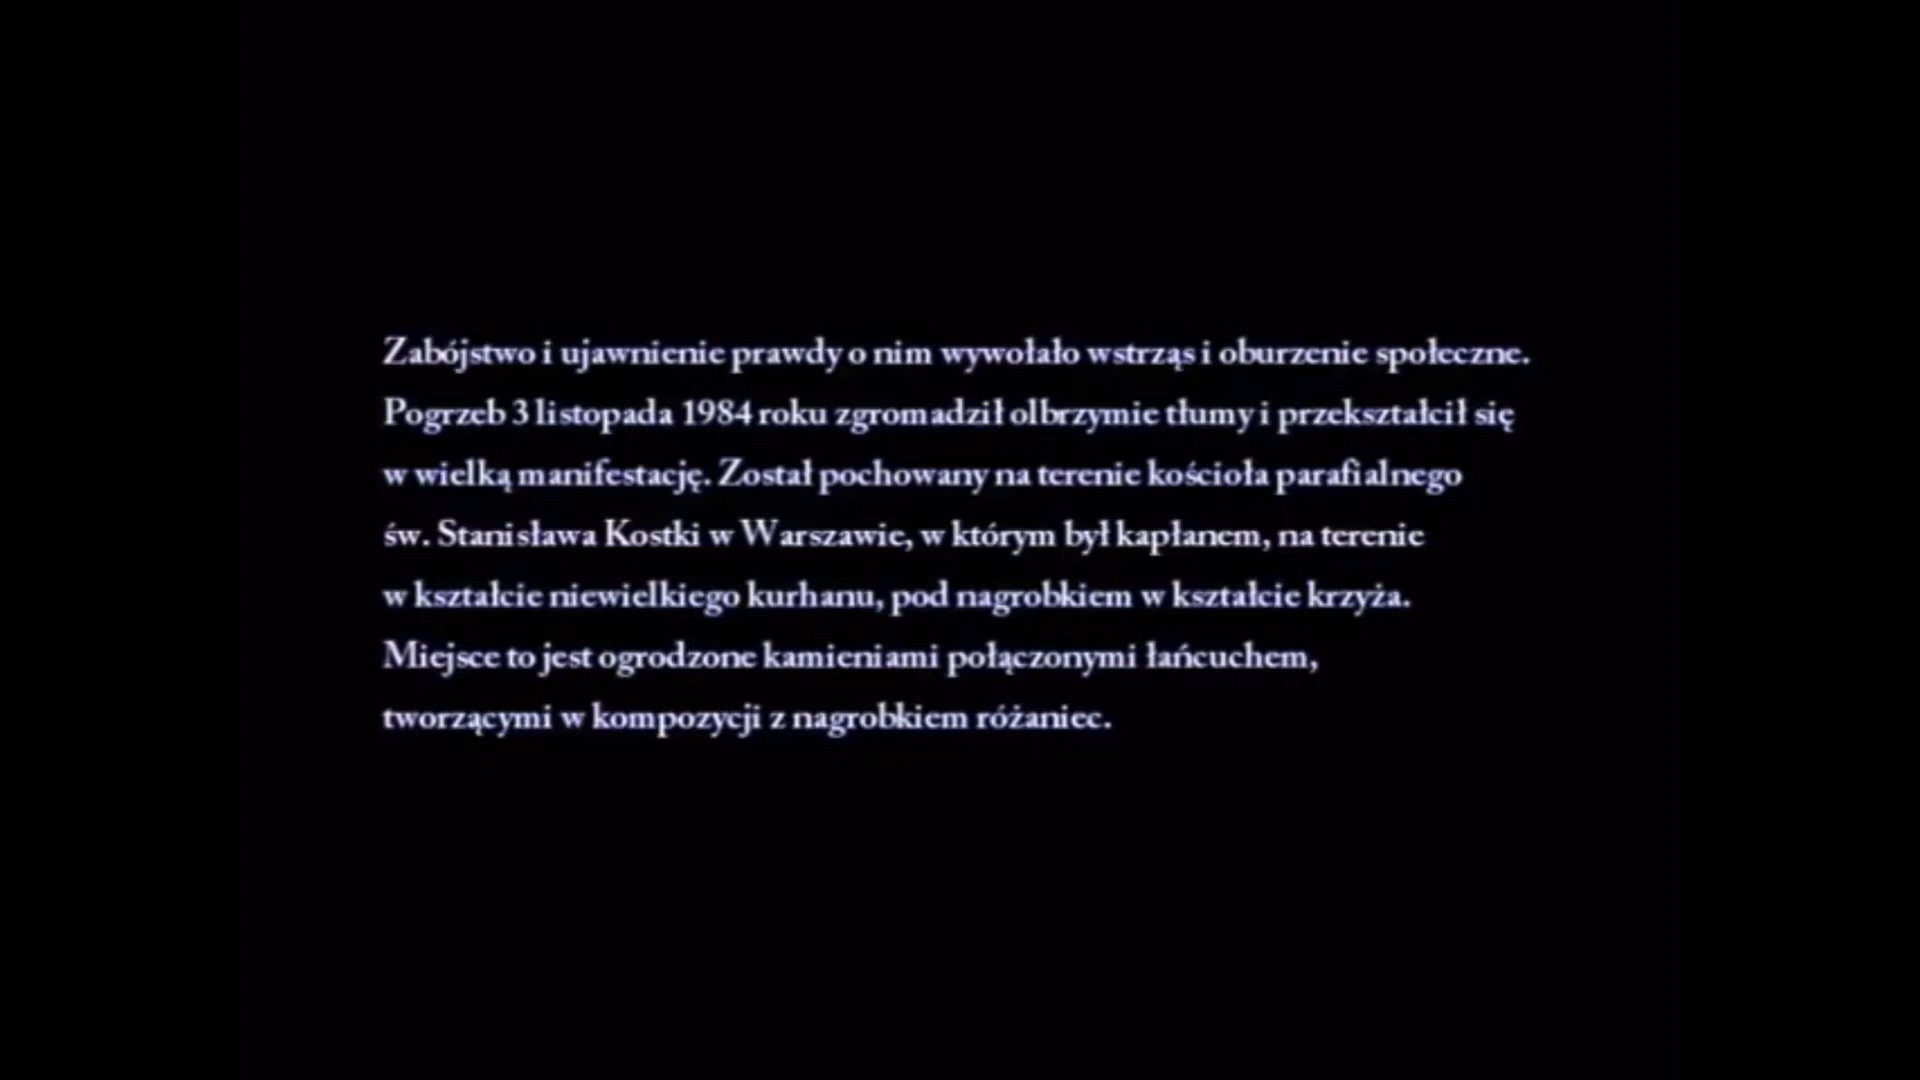 Zabójstwo i ujawnienie prawdy o nim wywołało wstrząs i oburzenie społeczne.
Pogrzeb 3 listopada 1984 roku zgromadził olbrzymie tłumy i przekształcił się
w wielką manifestację. Został pochowany na terenie kościoła parafialnego
św. Stanisława Kostki w Warszawie, w którym był kapłanem, na terenie
w kształcie niewielkiego kurhanu, pod nagrobkiem w kształcie krzyża.
Miejsce to jest ogrodzone kamieniami połączonymi łańcuchem,
tworzącymi w kompozycji z nagrobkiem różaniec.